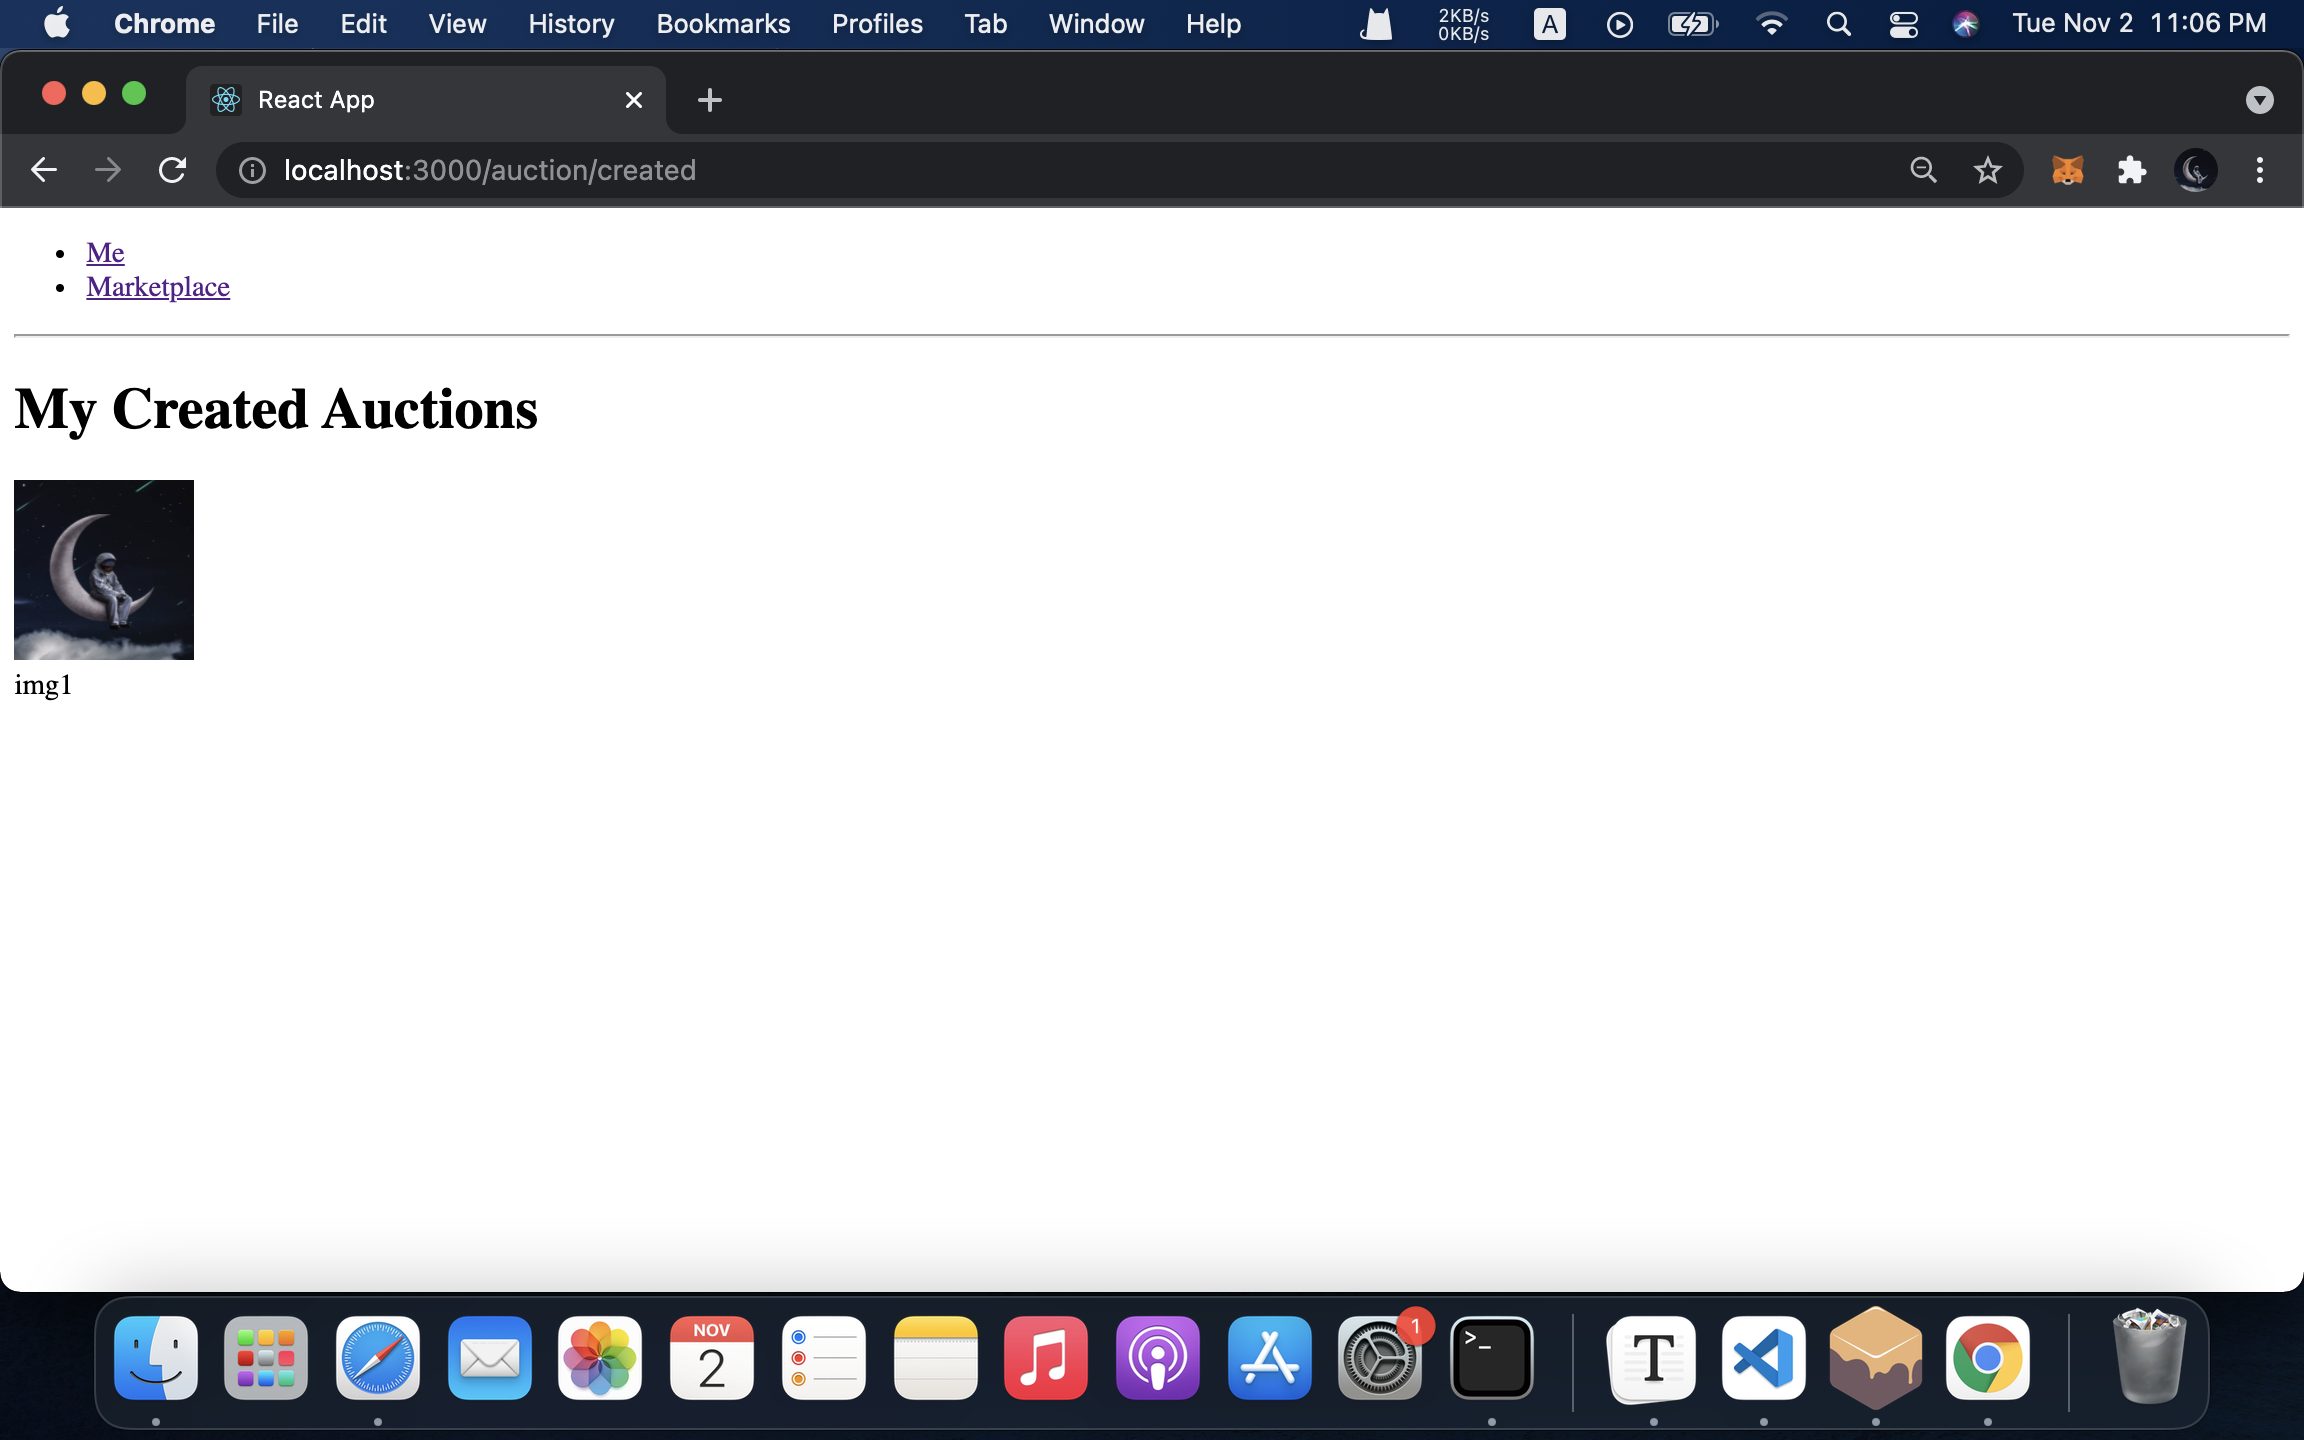 Chrome File Edit View History Bookmarks Profiles Tab Window Help 2KB/s 0KB/s A Tue Nov 2 11:06 PM
React App
localhost:3000/auction/created
Me
Marketplace
My Created Auctions
img1
NOV
2
1
>_
T